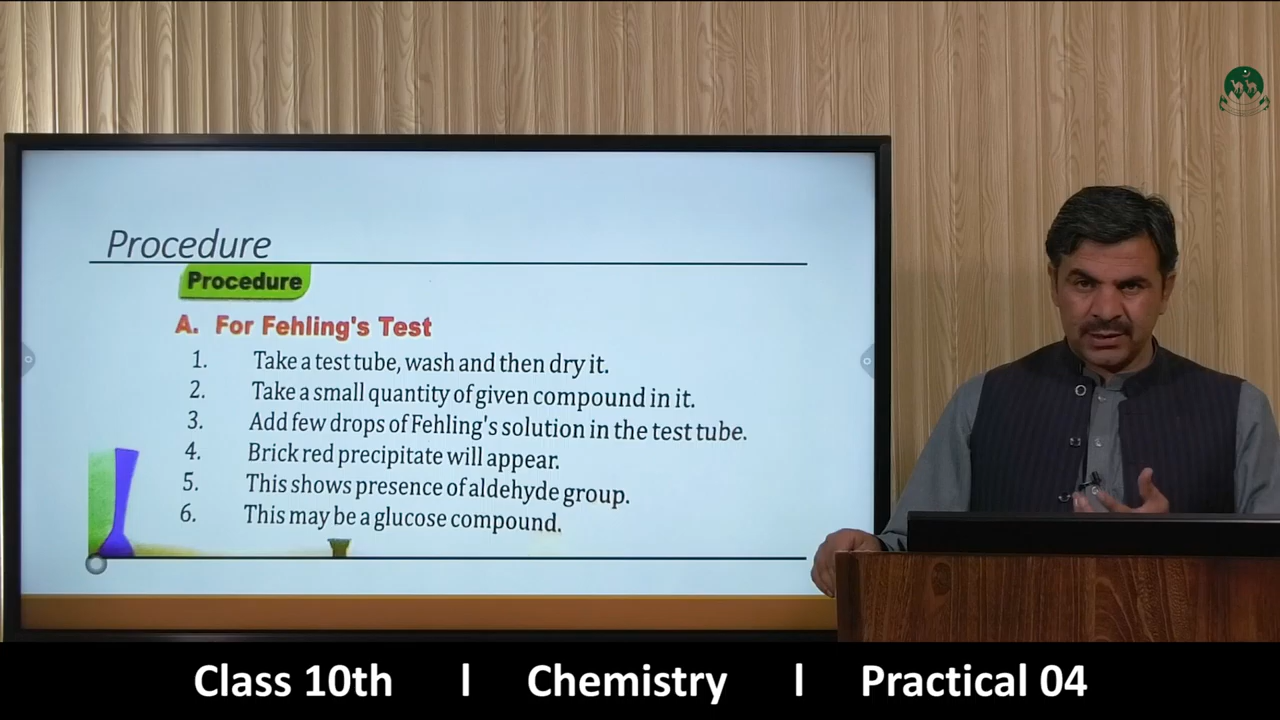 Procedure
Procedure
A. For Fehling's Test
1. Take a test tube, wash and then dry it.
2. Take a small quantity of given compound in it.
3. Add few drops of Fehling's solution in the test tube.
4. Brick red precipitate will appear.
5. This shows presence of aldehyde group.
6. This may be a glucose compound.
Class 10th l Chemistry l Practical 04